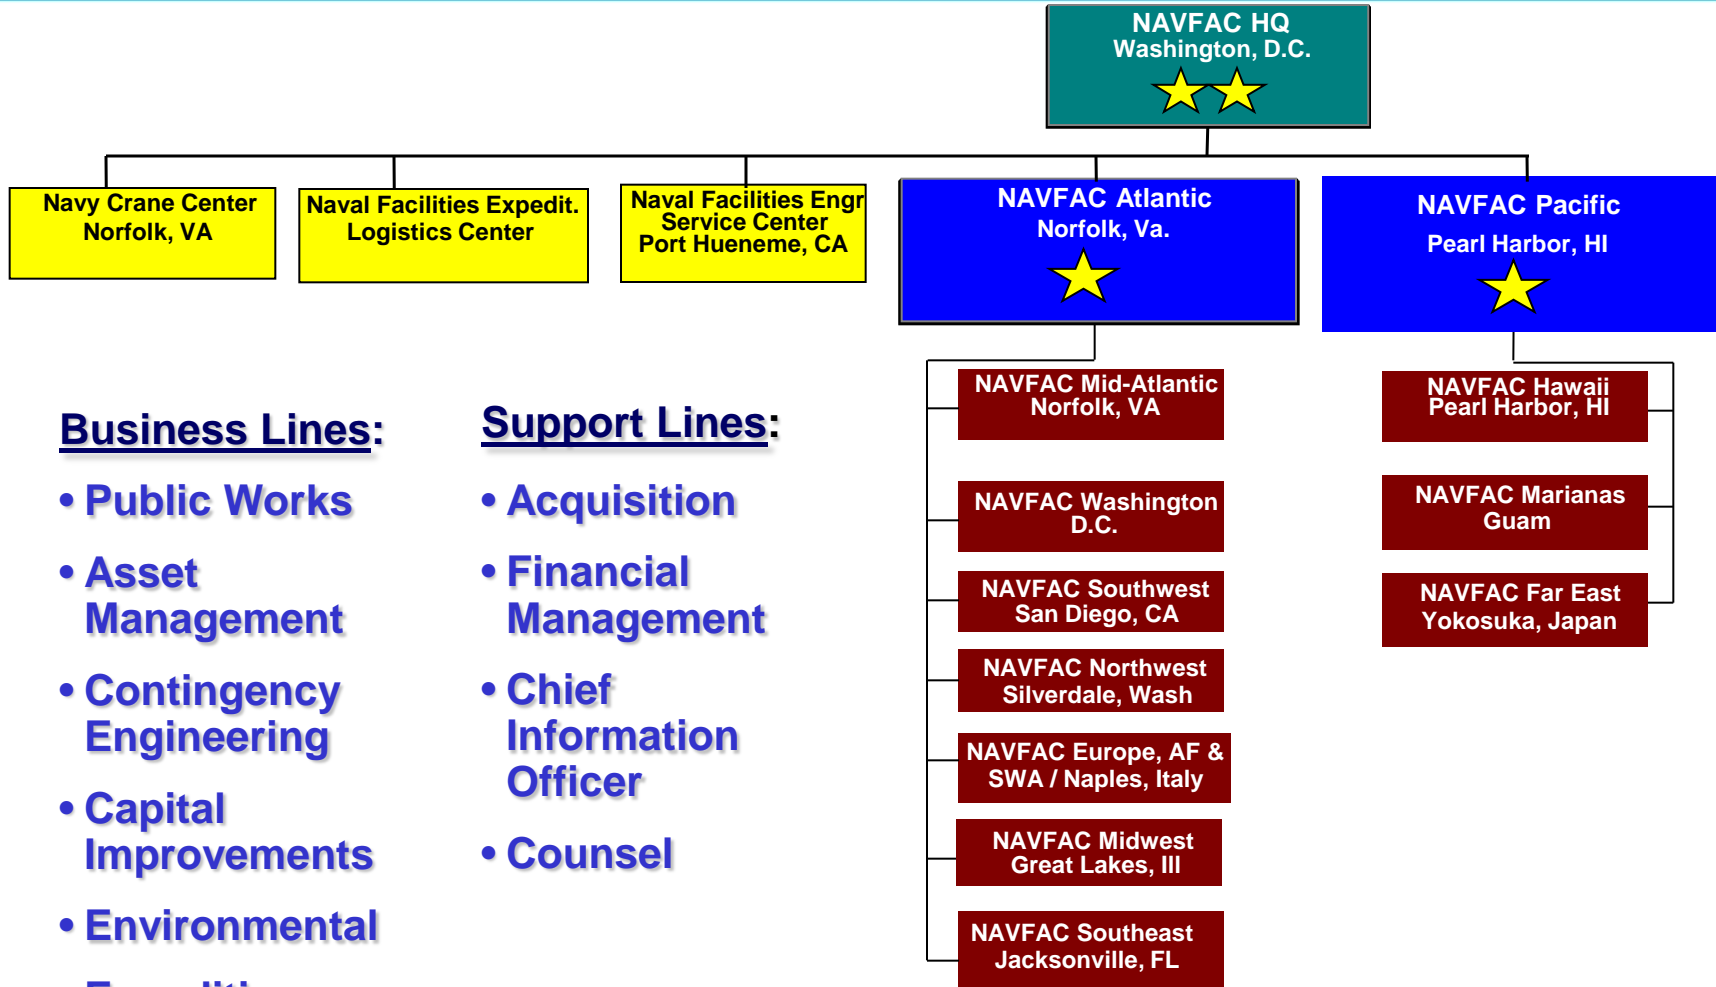 NAVFAC HQ
Washington, D.C.
Navy Crane Center
Norfolk, VA
Naval Facilities Expedit.
Logistics Center
Naval Facilities Engr
Service Center
Port Hueneme, CA
NAVFAC Atlantic
Norfolk, Va.
NAVFAC Pacific
Pearl Harbor, HI
Business Lines:
• Public Works
• Asset
Management
• Contingency
Engineering
• Capital
Improvements
• Environmental
Support Lines:
• Acquisition
• Financial
Management
• Chief
Information
Officer
• Counsel
NAVFAC Mid-Atlantic
Norfolk, VA
NAVFAC Washington
D.C.
NAVFAC Southwest
San Diego, CA
NAVFAC Northwest
Silverdale, Wash
NAVFAC Europe, AF &
SWA / Naples, Italy
NAVFAC Midwest
Great Lakes, Ill
NAVFAC Southeast
Jacksonville, FL
NAVFAC Hawaii
Pearl Harbor, HI
NAVFAC Marianas
Guam
NAVFAC Far East
Yokosuka, Japan